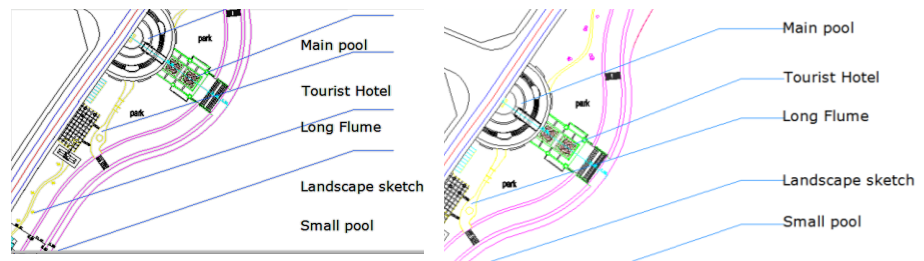 park
Main pool
Tourist Hotel
park
Long Flume
Landscape sketch
Small pool
Main pool
Tourist Hotel
park
Long Flume
park
Landscape sketch
Small pool